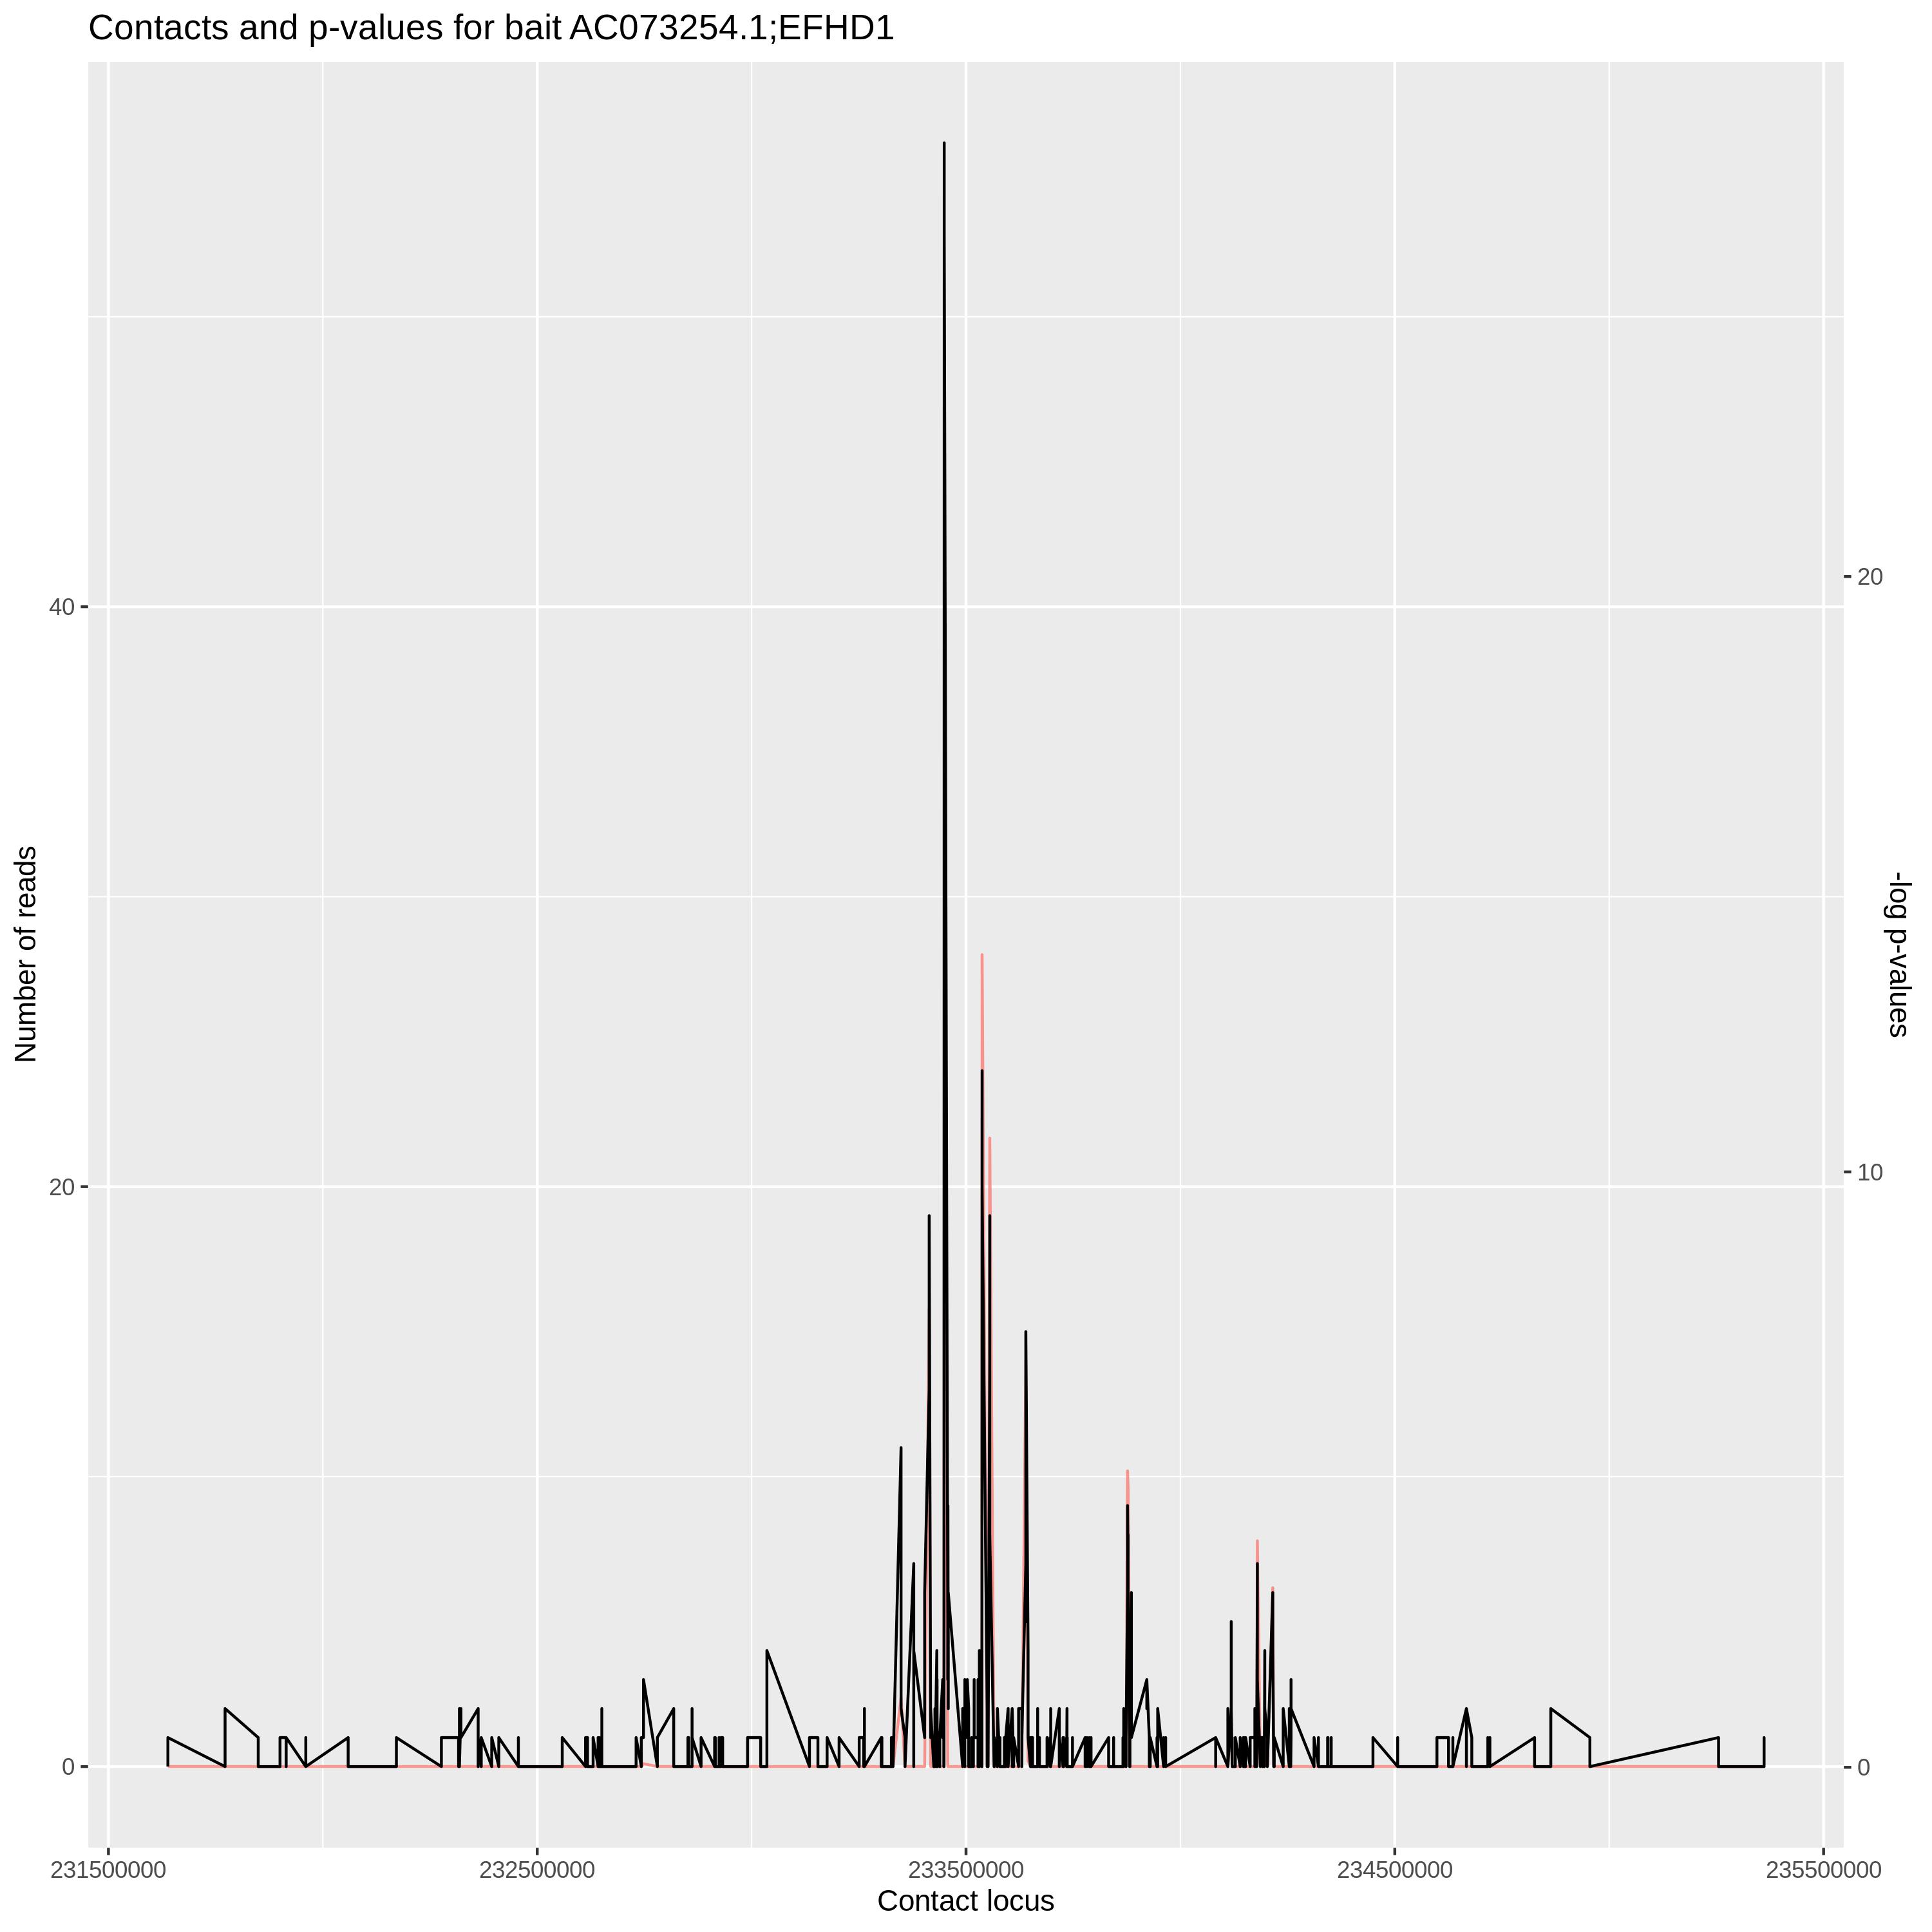 Contacts and p-values for bait AC073254.1;EFHD1
40
20
0
Number of reads
20
10
0
-log p-values
231500000 232500000 233500000 234500000 235500000
Contact locus